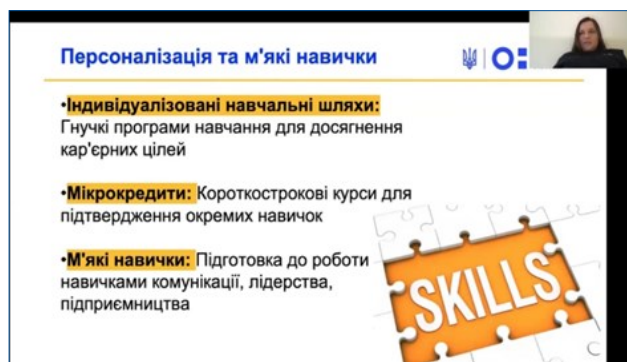 Персоналізація та м'які навички
•Індивідуалізовані навчальні шляхи:
Гнучкі програми навчання для досягнення
кар'єрних цілей
•Мікрокредити: Короткострокові курси для
підтвердження окремих навичок
•М'які навички: Підготовка до роботи
навичками комунікації, лідерства,
підприємництва
SKILLS